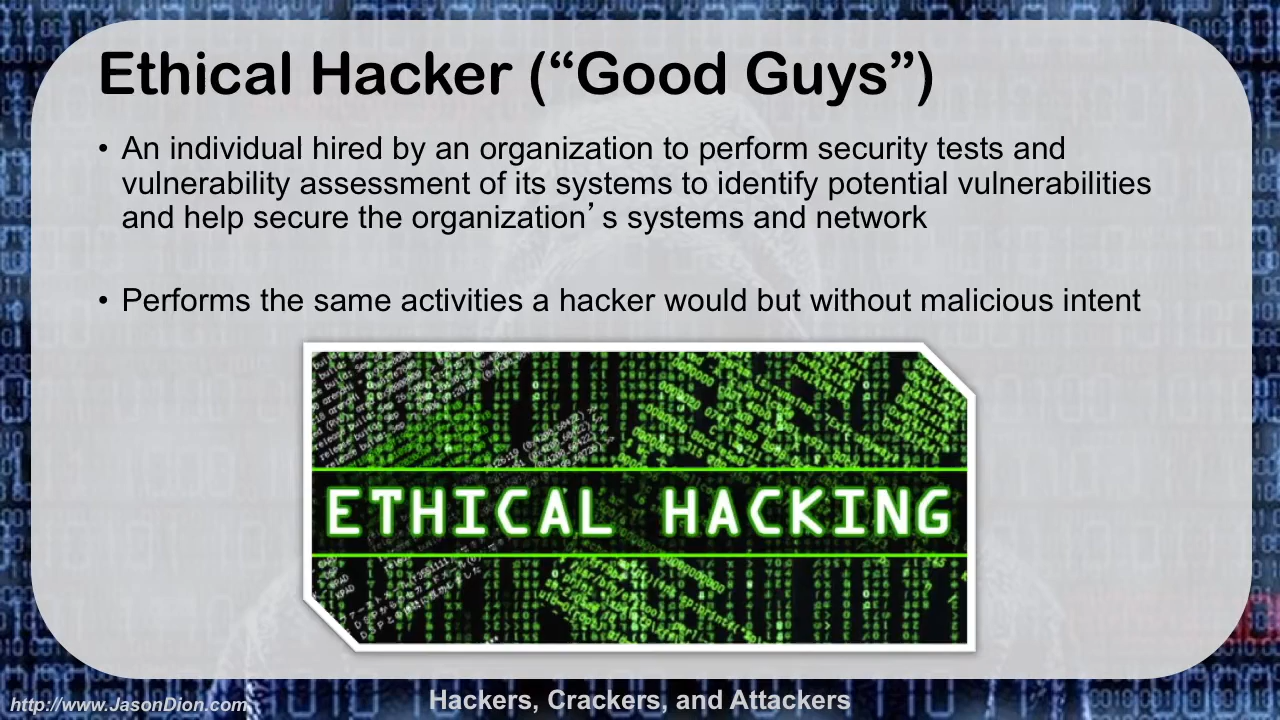 Ethical Hacker (“Good Guys”)
• An individual hired by an organization to perform security tests and
vulnerability assessment of its systems to identify potential vulnerabilities
and help secure the organization’s systems and network
• Performs the same activities a hacker would but without malicious intent
ETHICAL HACKING
http://www.JasonDion.com
Hackers, Crackers, and Attackers